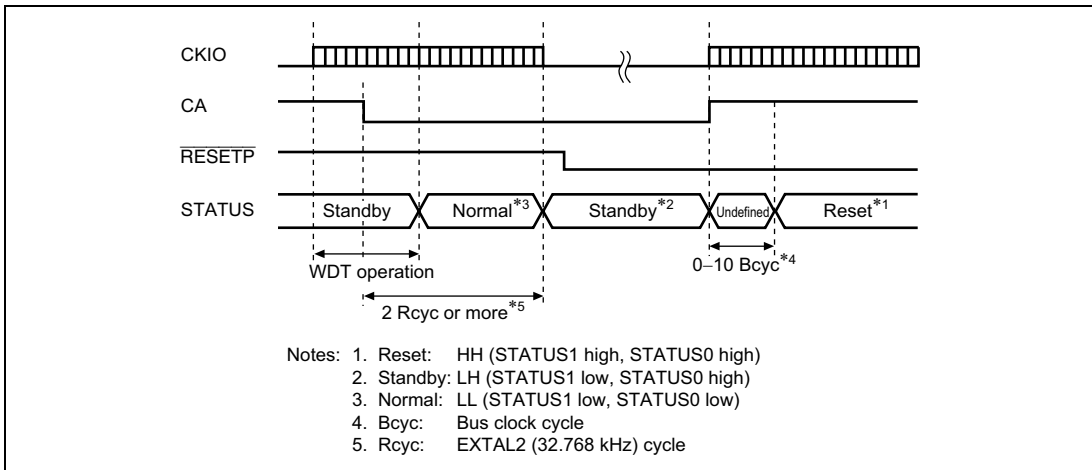 CKIO
CA
RESETP
STATUS
Standby
Normal*3
Standby*2
Undefined
Reset*1
WDT operation
0–10 Bcyc*4
2 Rcyc or more*5
Notes: 1. Reset: HH (STATUS1 high, STATUS0 high)
2. Standby: LH (STATUS1 low, STATUS0 high)
3. Normal: LL (STATUS1 low, STATUS0 low)
4. Bcyc: Bus clock cycle
5. Rcyc: EXTAL2 (32.768 kHz) cycle